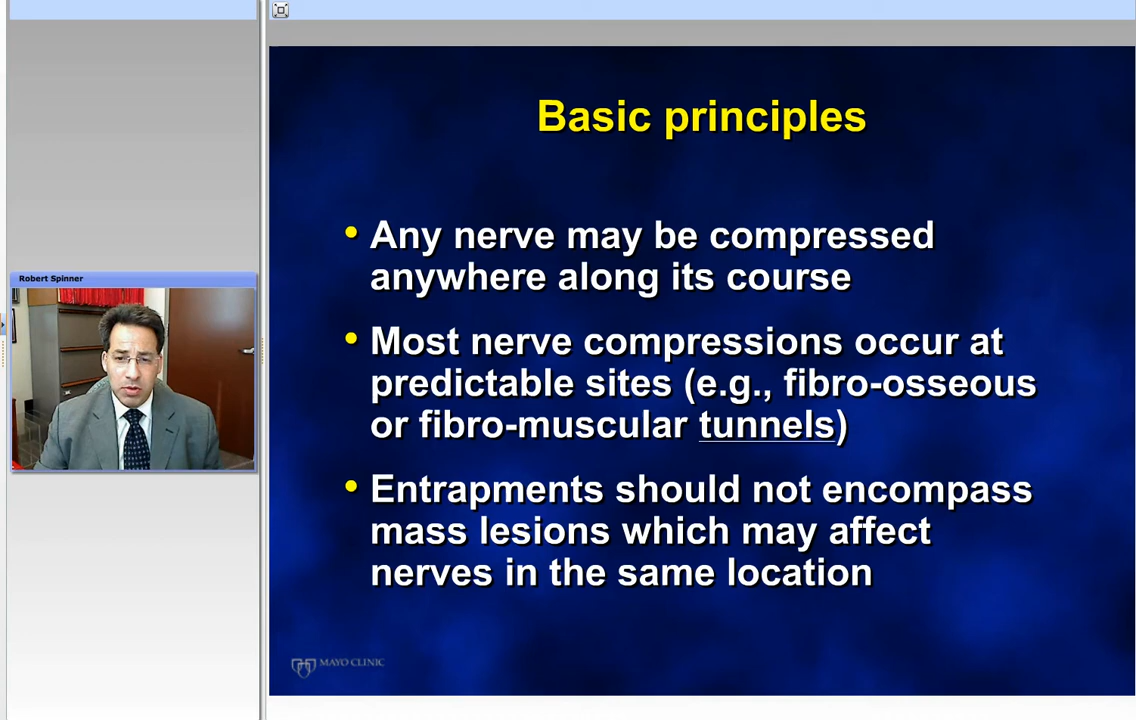 Robert Spinner
Basic principles
• Any nerve may be compressed
anywhere along its course
• Most nerve compressions occur at
predictable sites (e.g., fibro-osseous
or fibro-muscular tunnels)
• Entrapments should not encompass
mass lesions which may affect
nerves in the same location
MAYO CLINIC